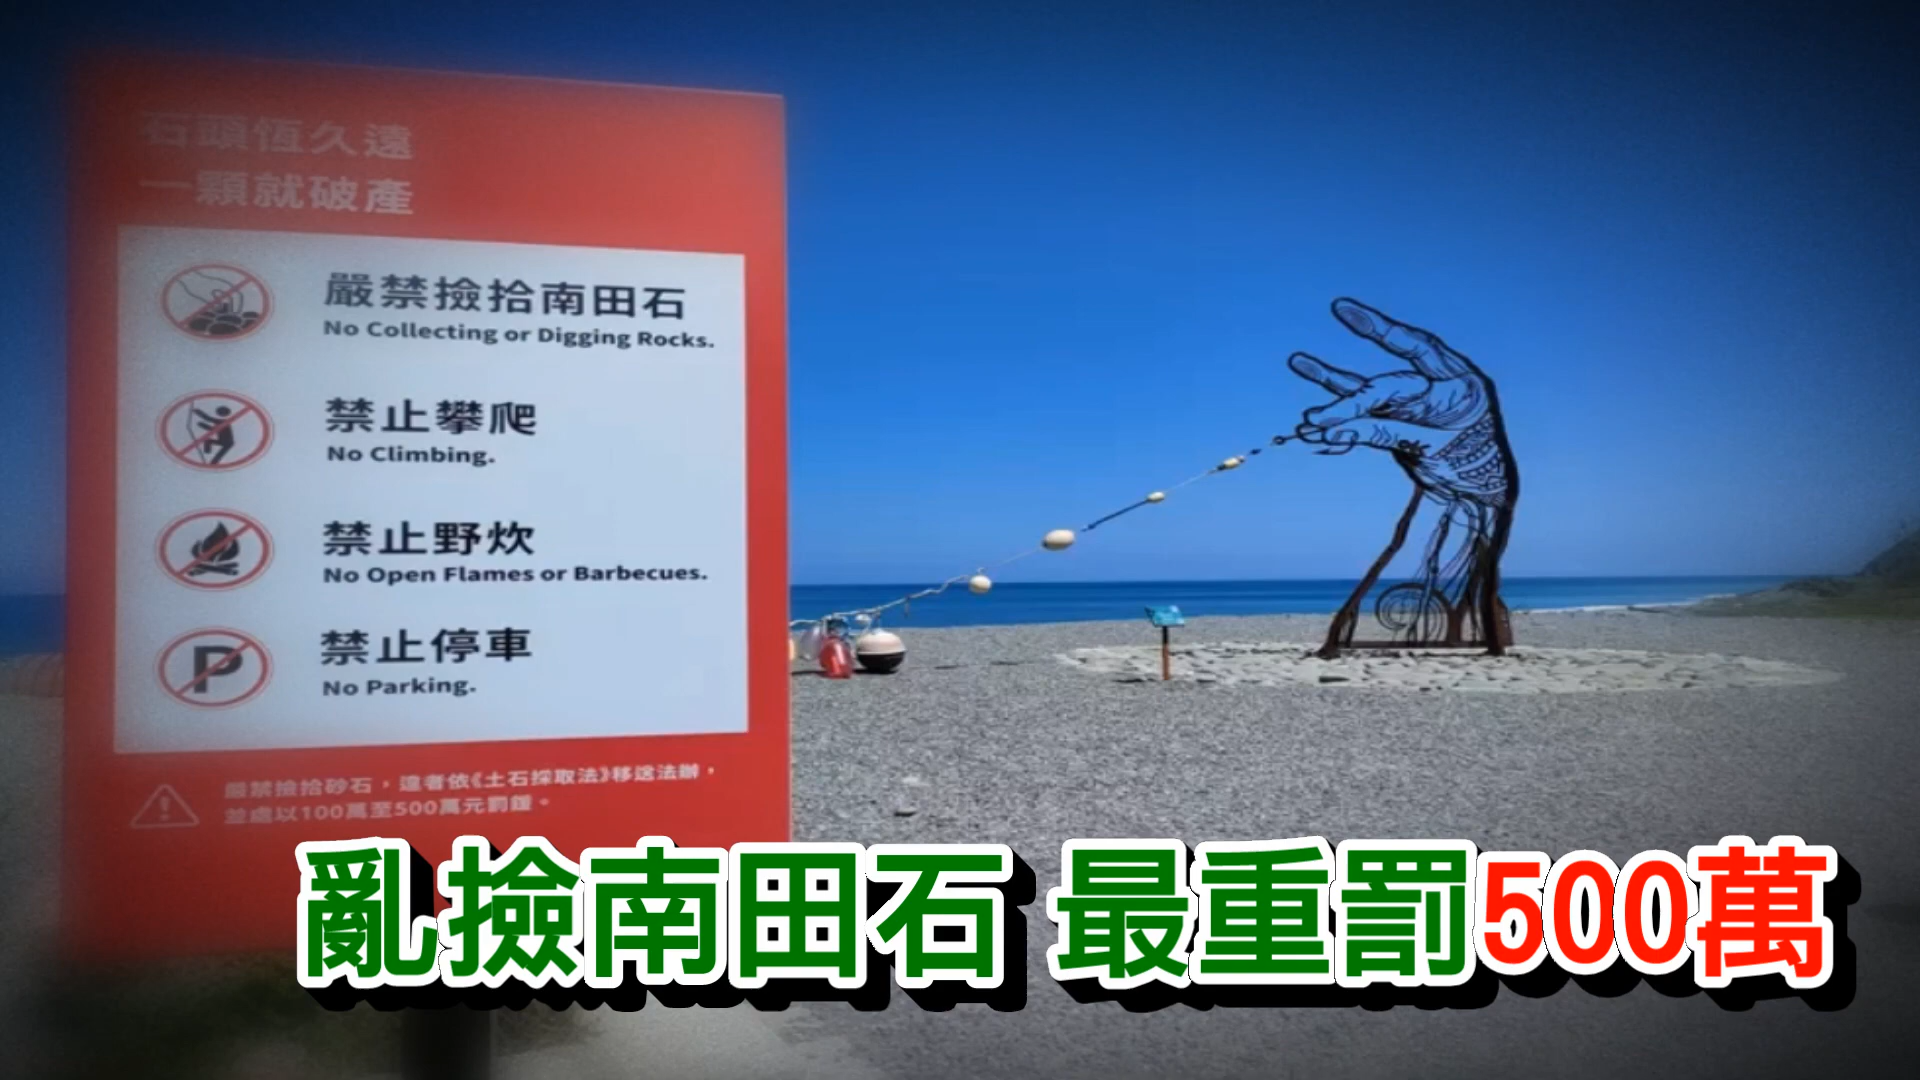 石頭恆久遠
一顆就破產
嚴禁撿拾南田石
No Collecting or Digging Rocks.
禁止攀爬
No Climbing.
禁止野炊
No Open Flames or Barbecues.
P
禁止停車
No Parking.
嚴禁撿拾砂石，違者依《土石採取法》移送法辦，
並處以100萬至500萬元罰鍰。
亂撿南田石 最重罰500萬